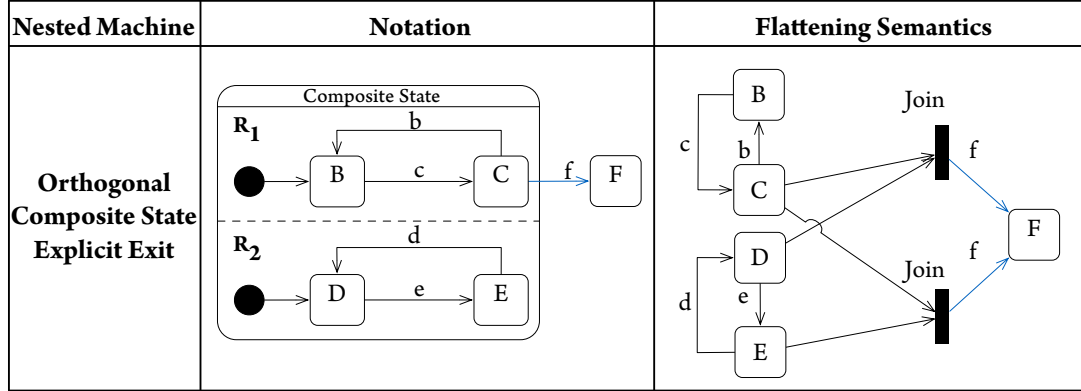 Nested Machine
Notation
Flattening Semantics
Orthogonal
Composite State
Explicit Exit
Composite State
R1
b
B
c
C
f
F
R2
d
D
e
E
B
c
b
C
D
d
e
E
Join
f
F
Join
f